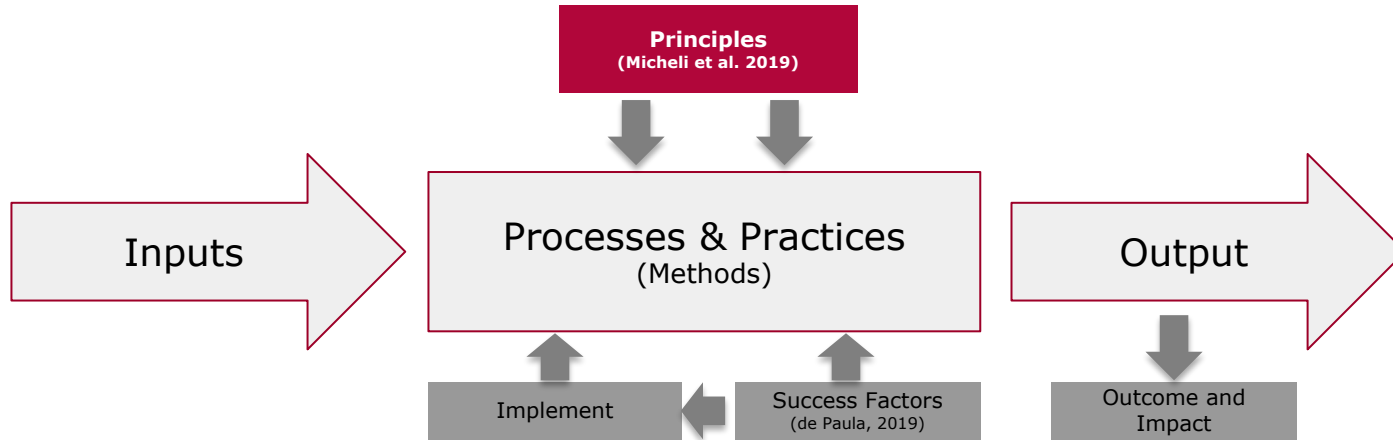 Principles
(Micheli et al. 2019)
Inputs
Processes & Practices
(Methods)
Output
Implement
Success Factors
(de Paula, 2019)
Outcome and
Impact